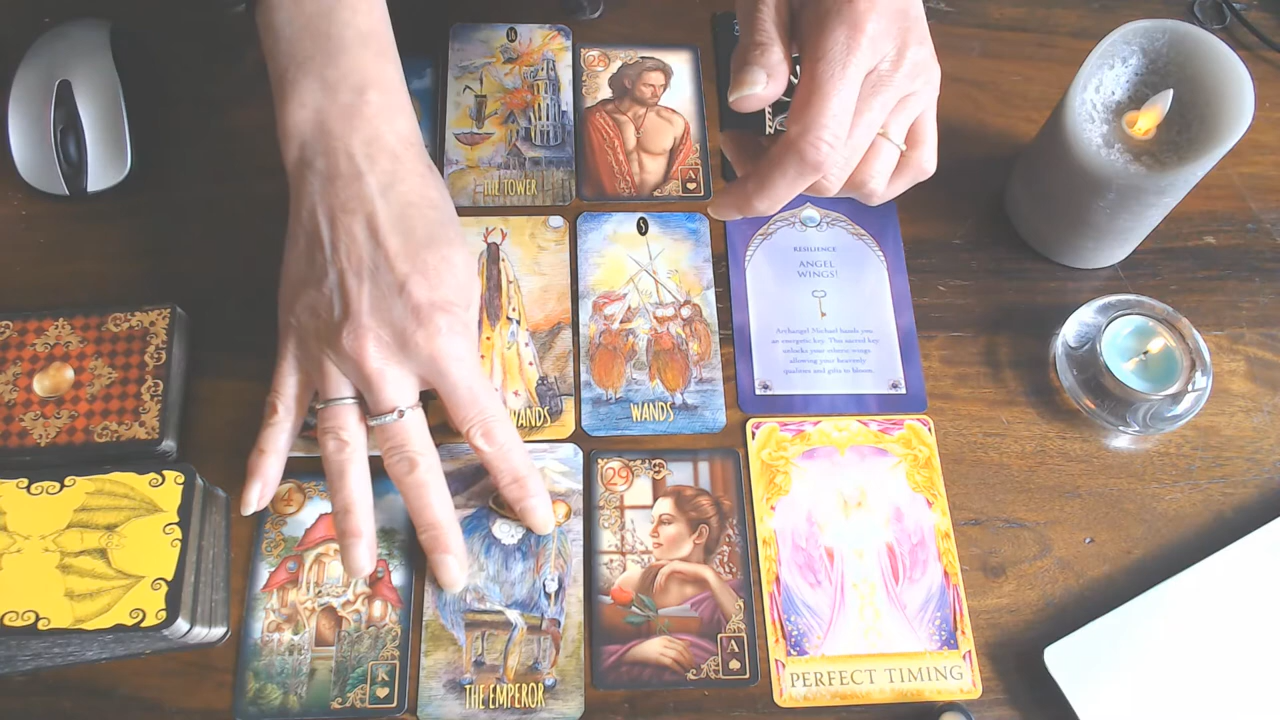 16
THE TOWER
28
A
WANDS
5
WANDS
RESILIENCE
ANGEL
WINGS!
Archangel Michael hands you
an energetic key. This sacred key
unlocks your etheric wings
allowing your heavenly
qualities and gifts to bloom.
4
K
THE EMPEROR
29
A
PERFECT TIMING